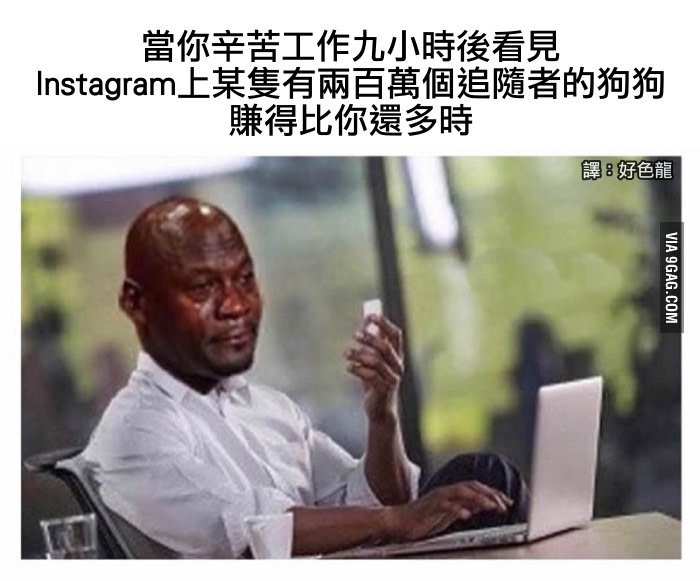 當你辛苦工作九小時後看見
Instagram上某隻有兩百萬個追隨者的狗狗
賺得比你還多時
譯：好色龍
VIA 9GAG.COM